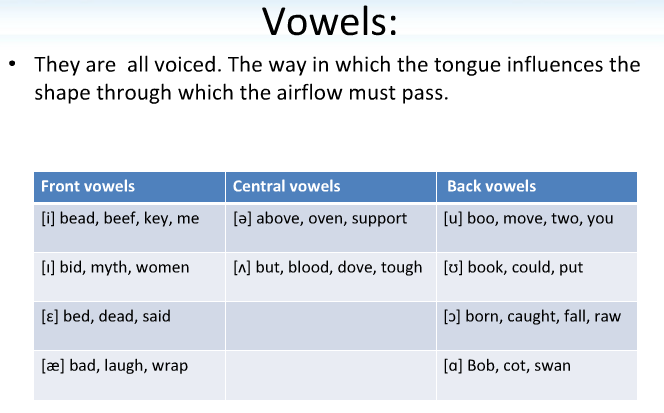 Vowels:
• They are all voiced. The way in which the tongue influences the
shape through which the airflow must pass.
Front vowels Central vowels Back vowels
[i] bead, beef, key, me [ə] above, oven, support [u] boo, move, two, you
[ɪ] bid, myth, women [ʌ] but, blood, dove, tough [ʊ] book, could, put
[ɛ] bed, dead, said [ɔ] born, caught, fall, raw
[æ] bad, laugh, wrap [ɑ] Bob, cot, swan